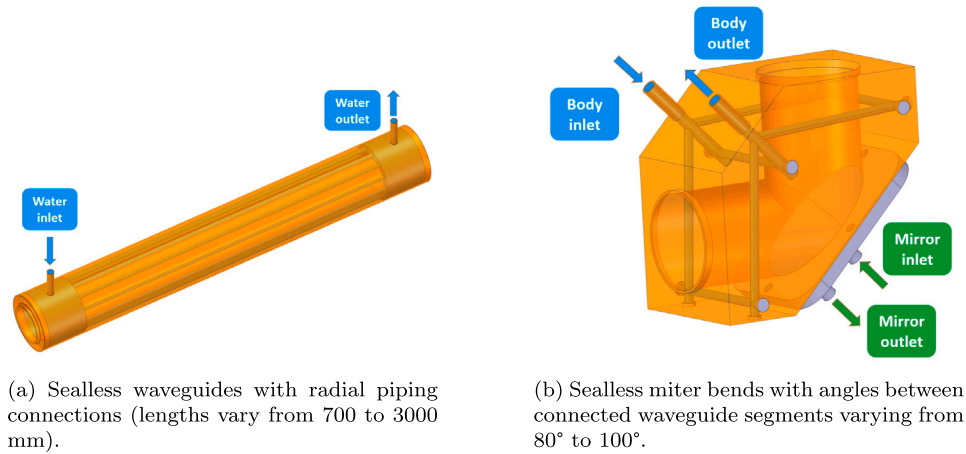 Water
outlet
Water
inlet
Body
outlet
Body
inlet
Mirror
inlet
Mirror
outlet
(a) Sealless waveguides with radial piping
connections (lengths vary from 700 to 3000
mm).
(b) Sealless miter bends with angles between
connected waveguide segments varying from
80° to 100°.